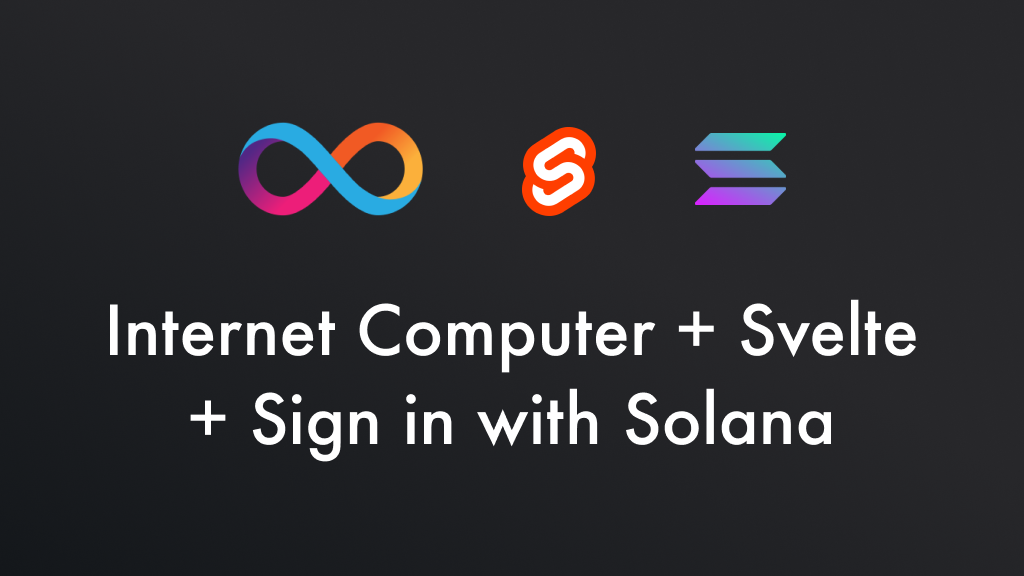 Internet Computer + Svelte
+ Sign in with Solana